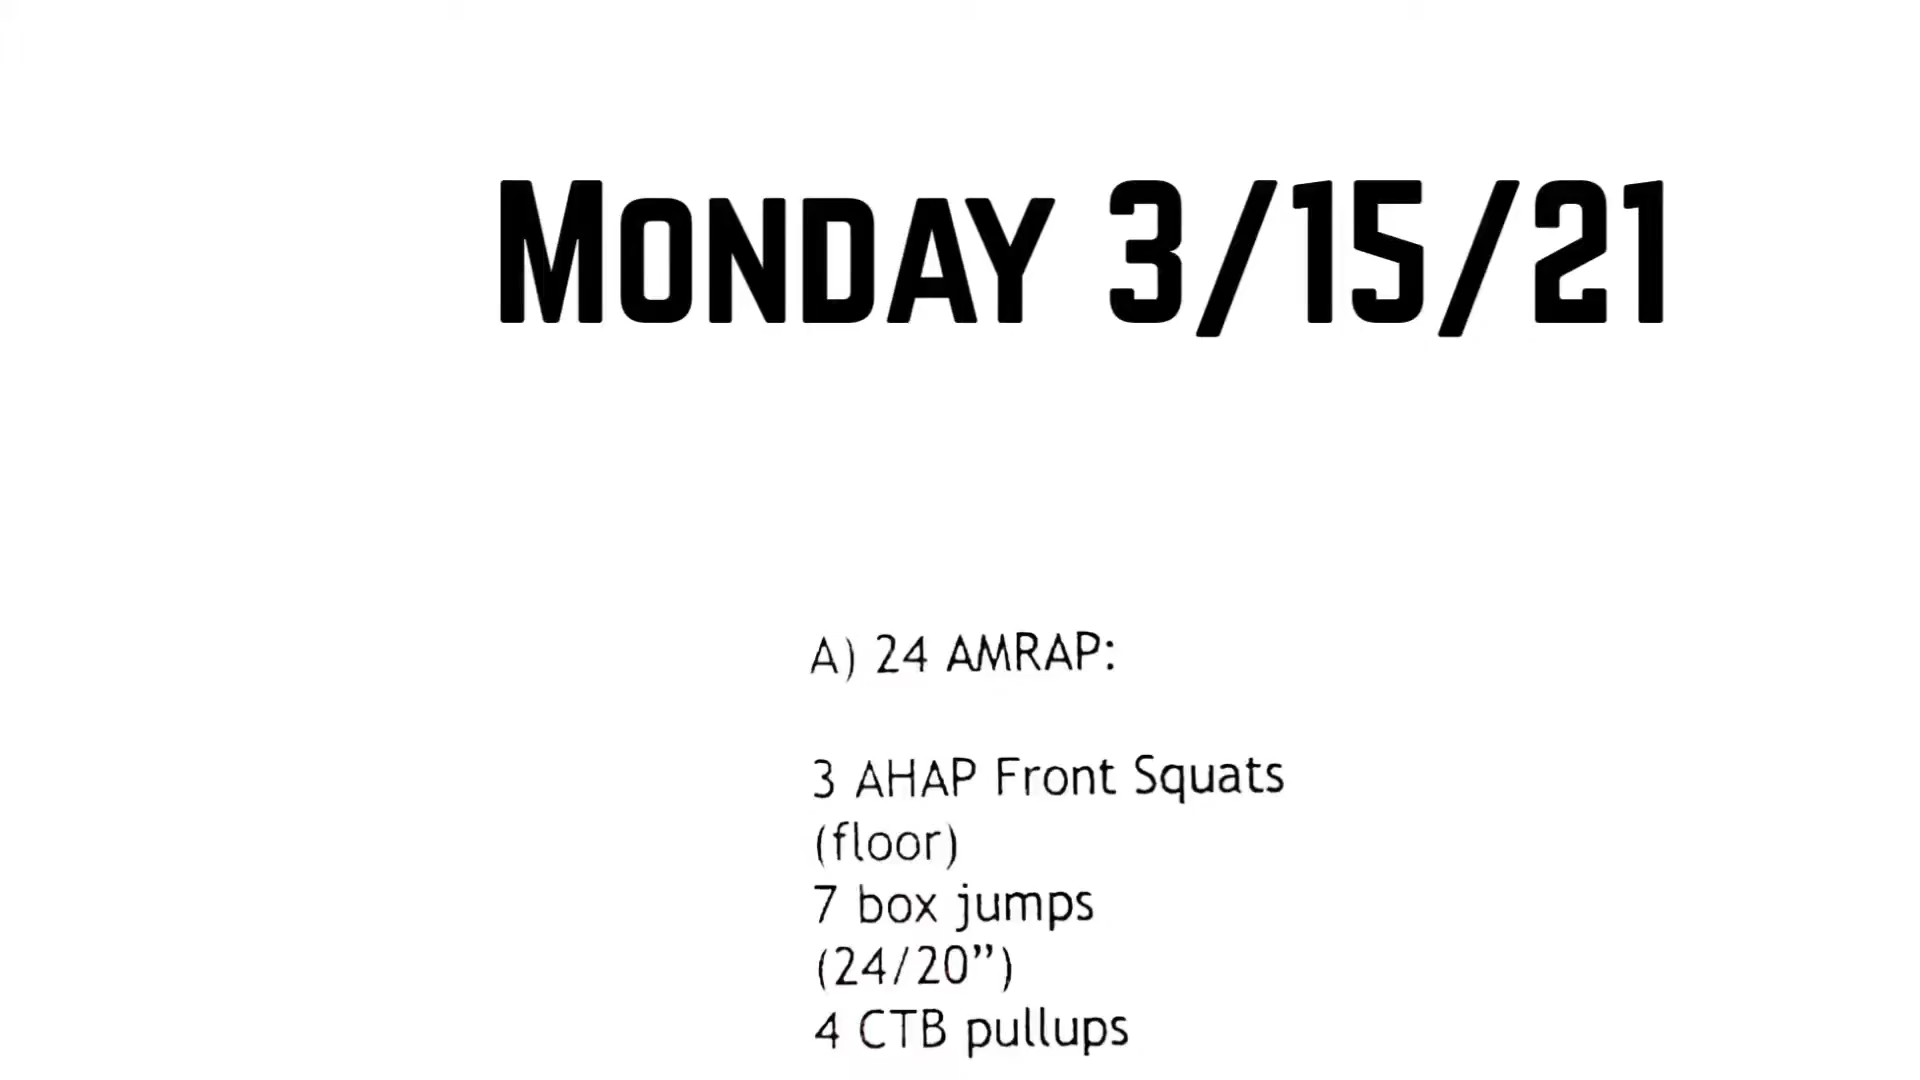 Monday 3/15/21
A) 24 AMRAP:
3 AHAP Front Squats
(floor)
7 box jumps
(24/20”)
4 CTB pullups